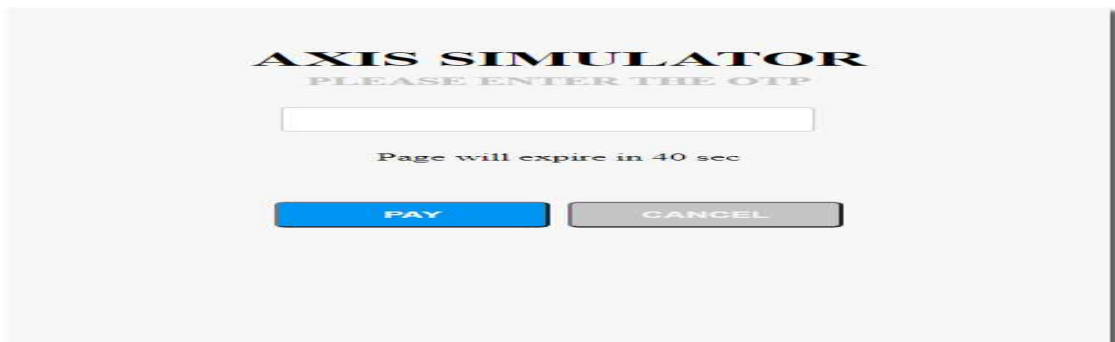 AXIS SIMULATOR
PLEASE ENTER THE OTP
Page will expire in 40 sec
PAY CANCEL